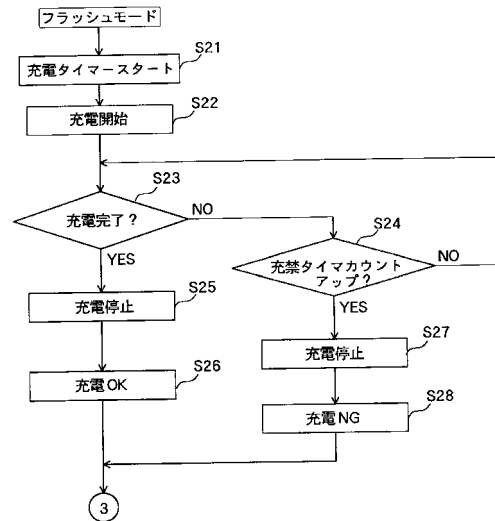 フラッシュモード
S21
充電タイマースタート
S22
充電開始
S23
充電完了?
NO
YES
S24
充禁タイマカウント
アップ?
NO
YES
S25
充電停止
S26
充電OK
S27
充電停止
S28
充電NG
3